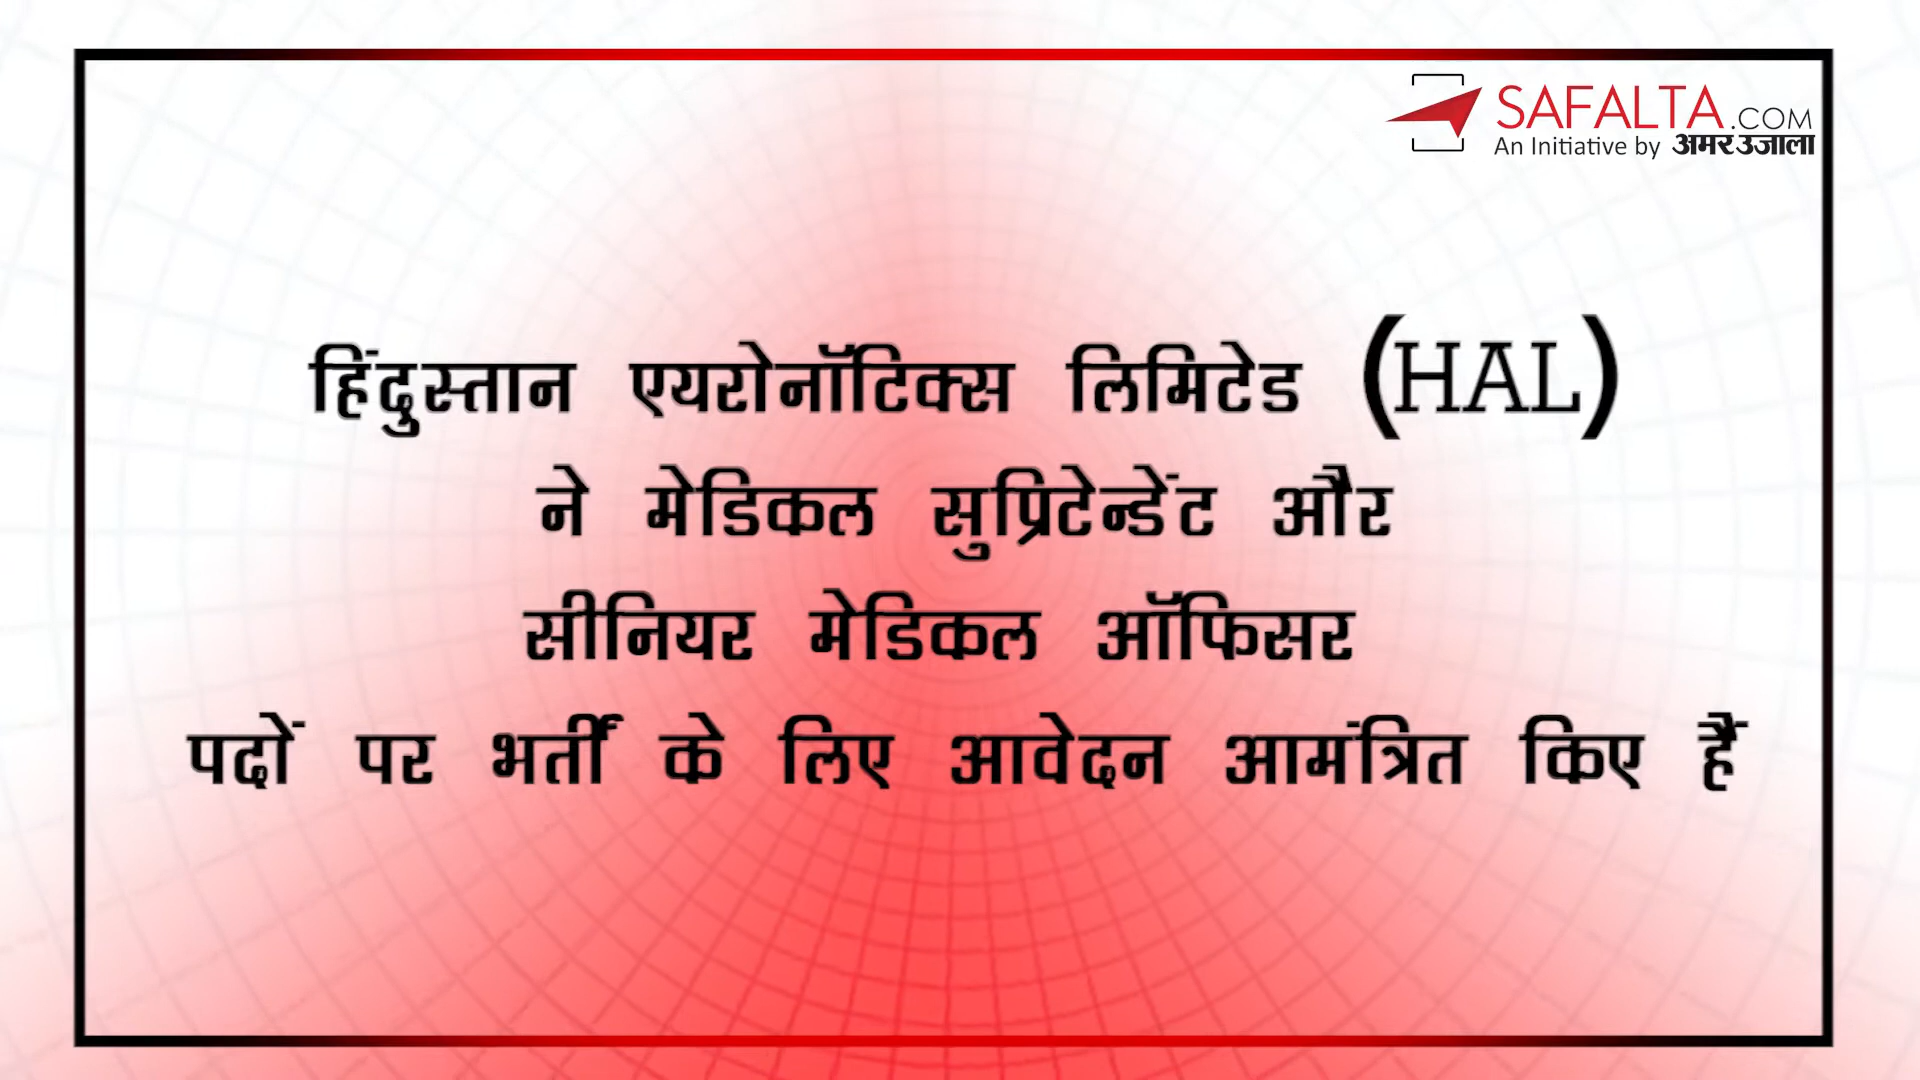 SAFALTA.COM
An Initiative by अमर उजाला
हिंदुस्तान एयरोनॉटिक्स लिमिटेड (HAL)
ने मेडिकल सुप्रिटेन्डेंट और
सीनियर मेडिकल ऑफिसर
पदों पर भर्ती के लिए आवेदन आमंत्रित किए हैं